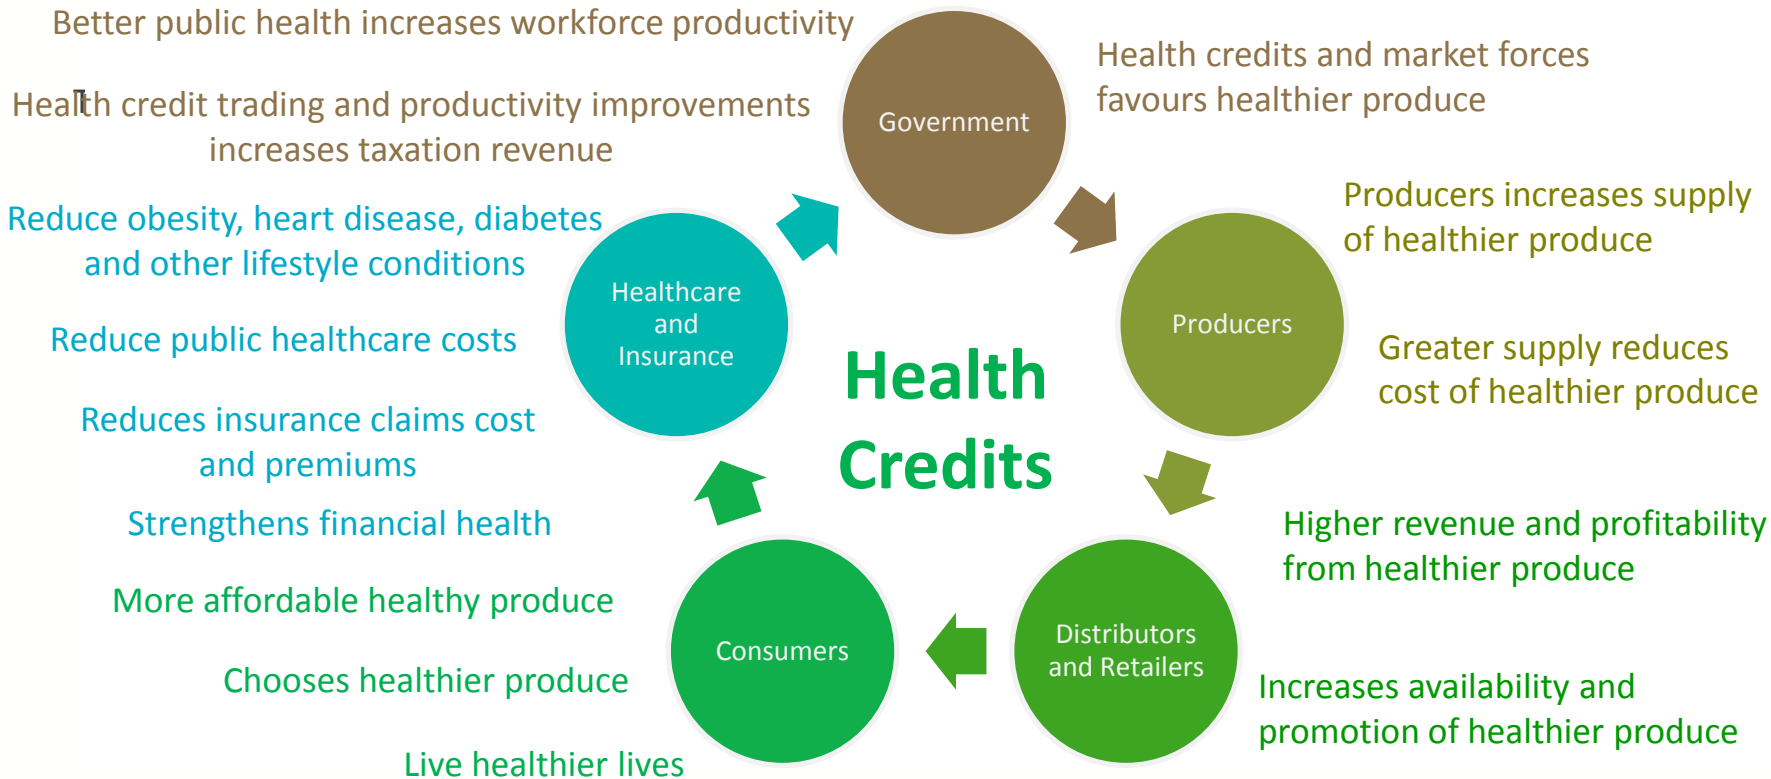 Better public health increases workforce productivity
Health credit trading and productivity improvements
increases taxation revenue
Government
Health credits and market forces
favours healthier produce
Producers increases supply
of healthier produce
Producers
Greater supply reduces
cost of healthier produce
Higher revenue and profitability
from healthier produce
Distributors
and Retailers
Increases availability and
promotion of healthier produce
Consumers
More affordable healthy produce
Chooses healthier produce
Live healthier lives
Healthcare
and
Insurance
Reduce obesity, heart disease, diabetes
and other lifestyle conditions
Reduce public healthcare costs
Reduces insurance claims cost
and premiums
Strengthens financial health
Health
Credits